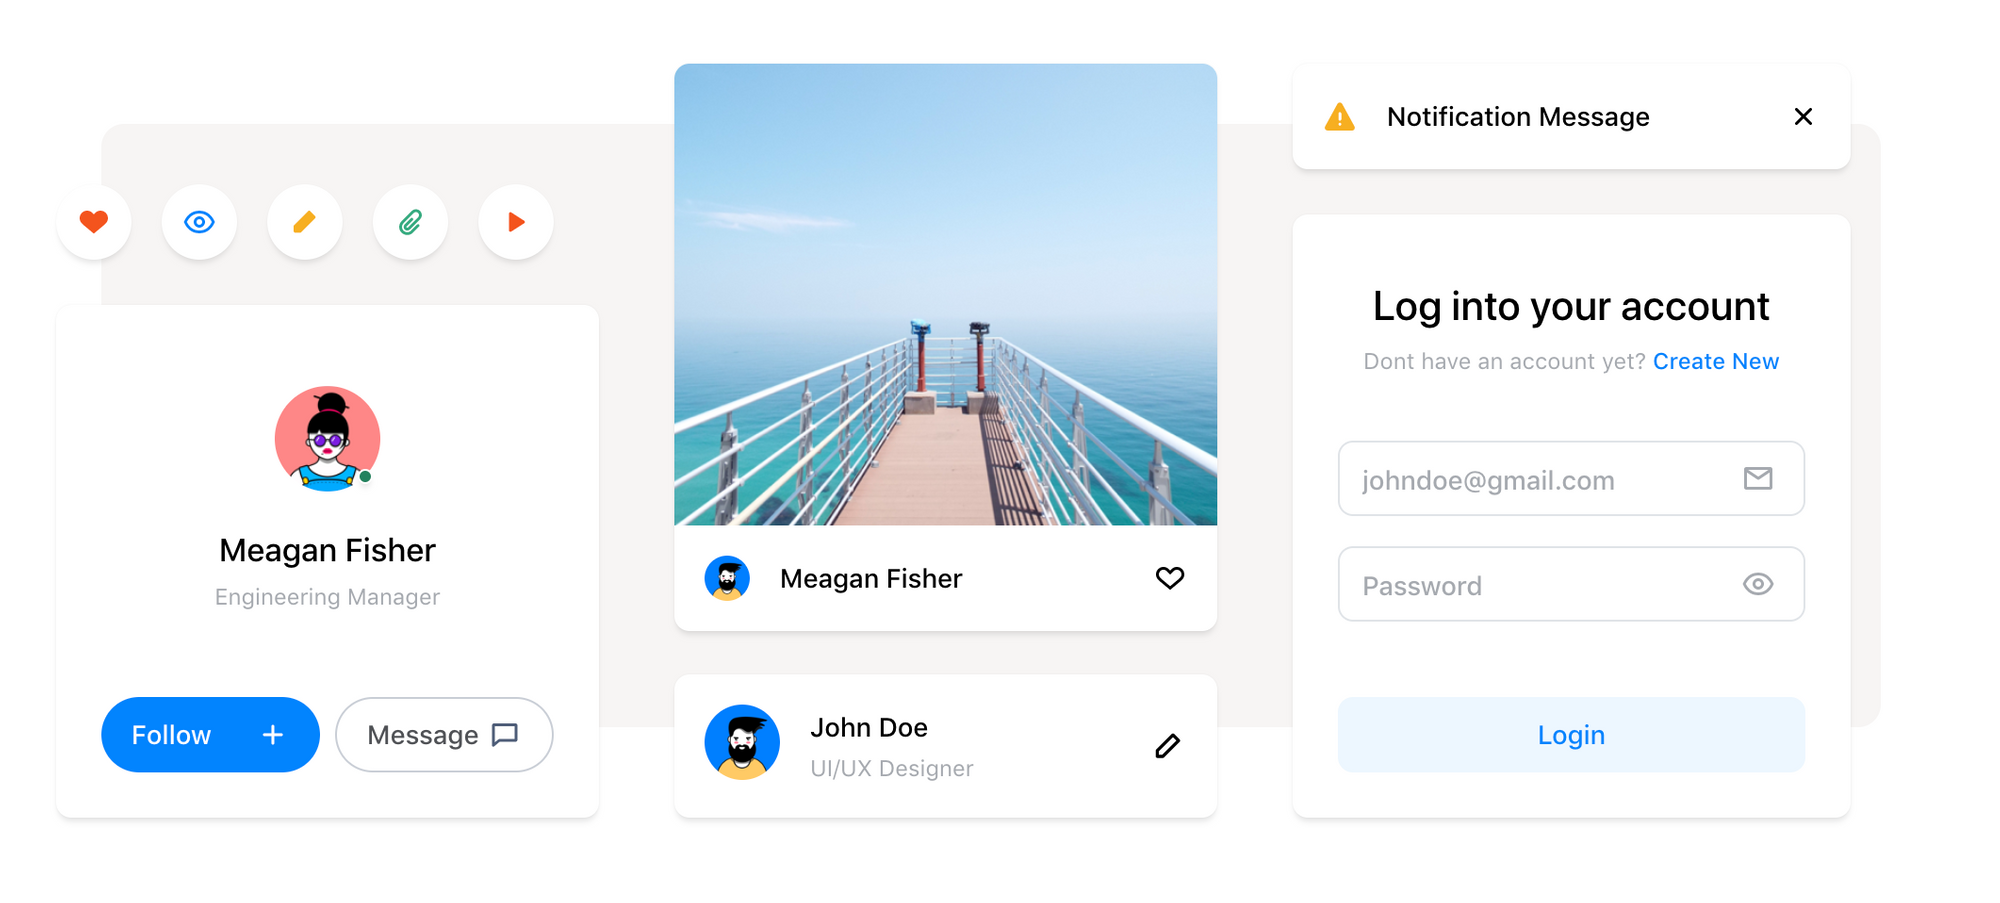 Meagan Fisher
Engineering Manager
Follow
Message
Meagan Fisher
John Doe
UI/UX Designer
Notification Message
Log into your account
Dont have an account yet? Create New
johndoe@gmail.com
Password
Login